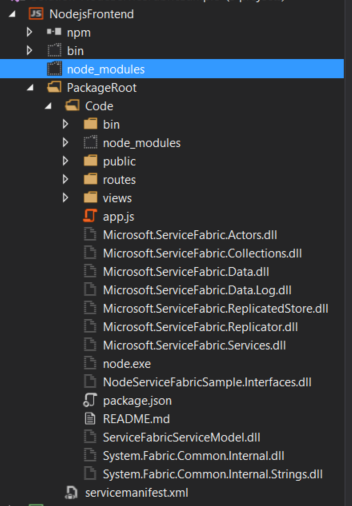 NodejsFrontend
npm
bin
node_modules
PackageRoot
Code
bin
node_modules
public
routes
views
app.js
Microsoft.ServiceFabric.Actors.dll
Microsoft.ServiceFabric.Collections.dll
Microsoft.ServiceFabric.Data.dll
Microsoft.ServiceFabric.Data.Log.dll
Microsoft.ServiceFabric.ReplicatedStore.dll
Microsoft.ServiceFabric.Replicator.dll
Microsoft.ServiceFabric.Services.dll
node.exe
NodeServiceFabricSample.Interfaces.dll
package.json
README.md
ServiceFabricServiceModel.dll
System.Fabric.Common.Internal.dll
System.Fabric.Common.Internal.Strings.dll
servicemanifest.xml